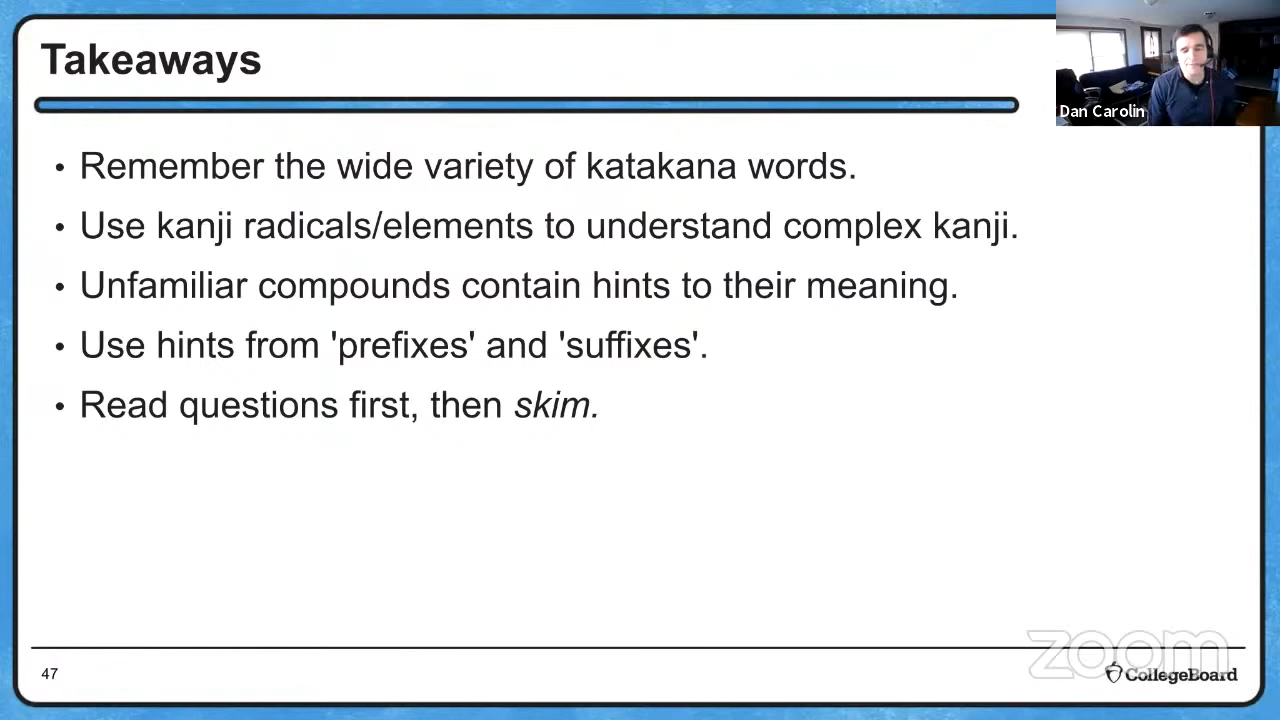 Takeaways
Dan Carolin
• Remember the wide variety of katakana words.
• Use kanji radicals/elements to understand complex kanji.
• Unfamiliar compounds contain hints to their meaning.
• Use hints from 'prefixes' and 'suffixes'.
• Read questions first, then skim.
zoom
47
CollegeBoard